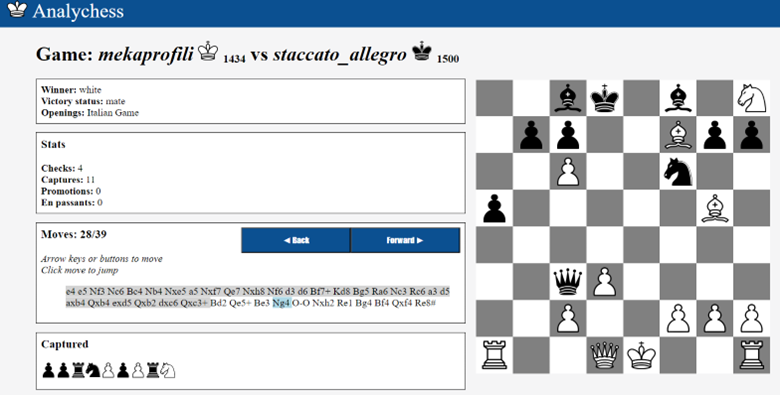 Analychess
Game: mekaprofili 1434 vs staccato_allegro 1500
Winner: white
Victory status: mate
Openings: Italian Game
Stats
Checks: 4
Captures: 11
Promotions: 0
En passants: 0
Moves: 28/39
◄ Back
Forward ►
Arrow keys or buttons to move
Click move to jump
e4 e5 Nf3 Nc6 Bc4 Nb4 Nxe5 a5 Nxf7 Qe7 Nxh8 Nf6 d3 d6 Bf7+ Kd8 Bg5 Ra6 Nc3 Rc6 a3 d5
axb4 Qxb4 exd5 Qxb2 dxc6 Qxc3+ Bd2 Qe5+ Be3 Ng4 O-O Nxh2 Re1 Bg4 Bf4 Qxf4 Re8#
Captured